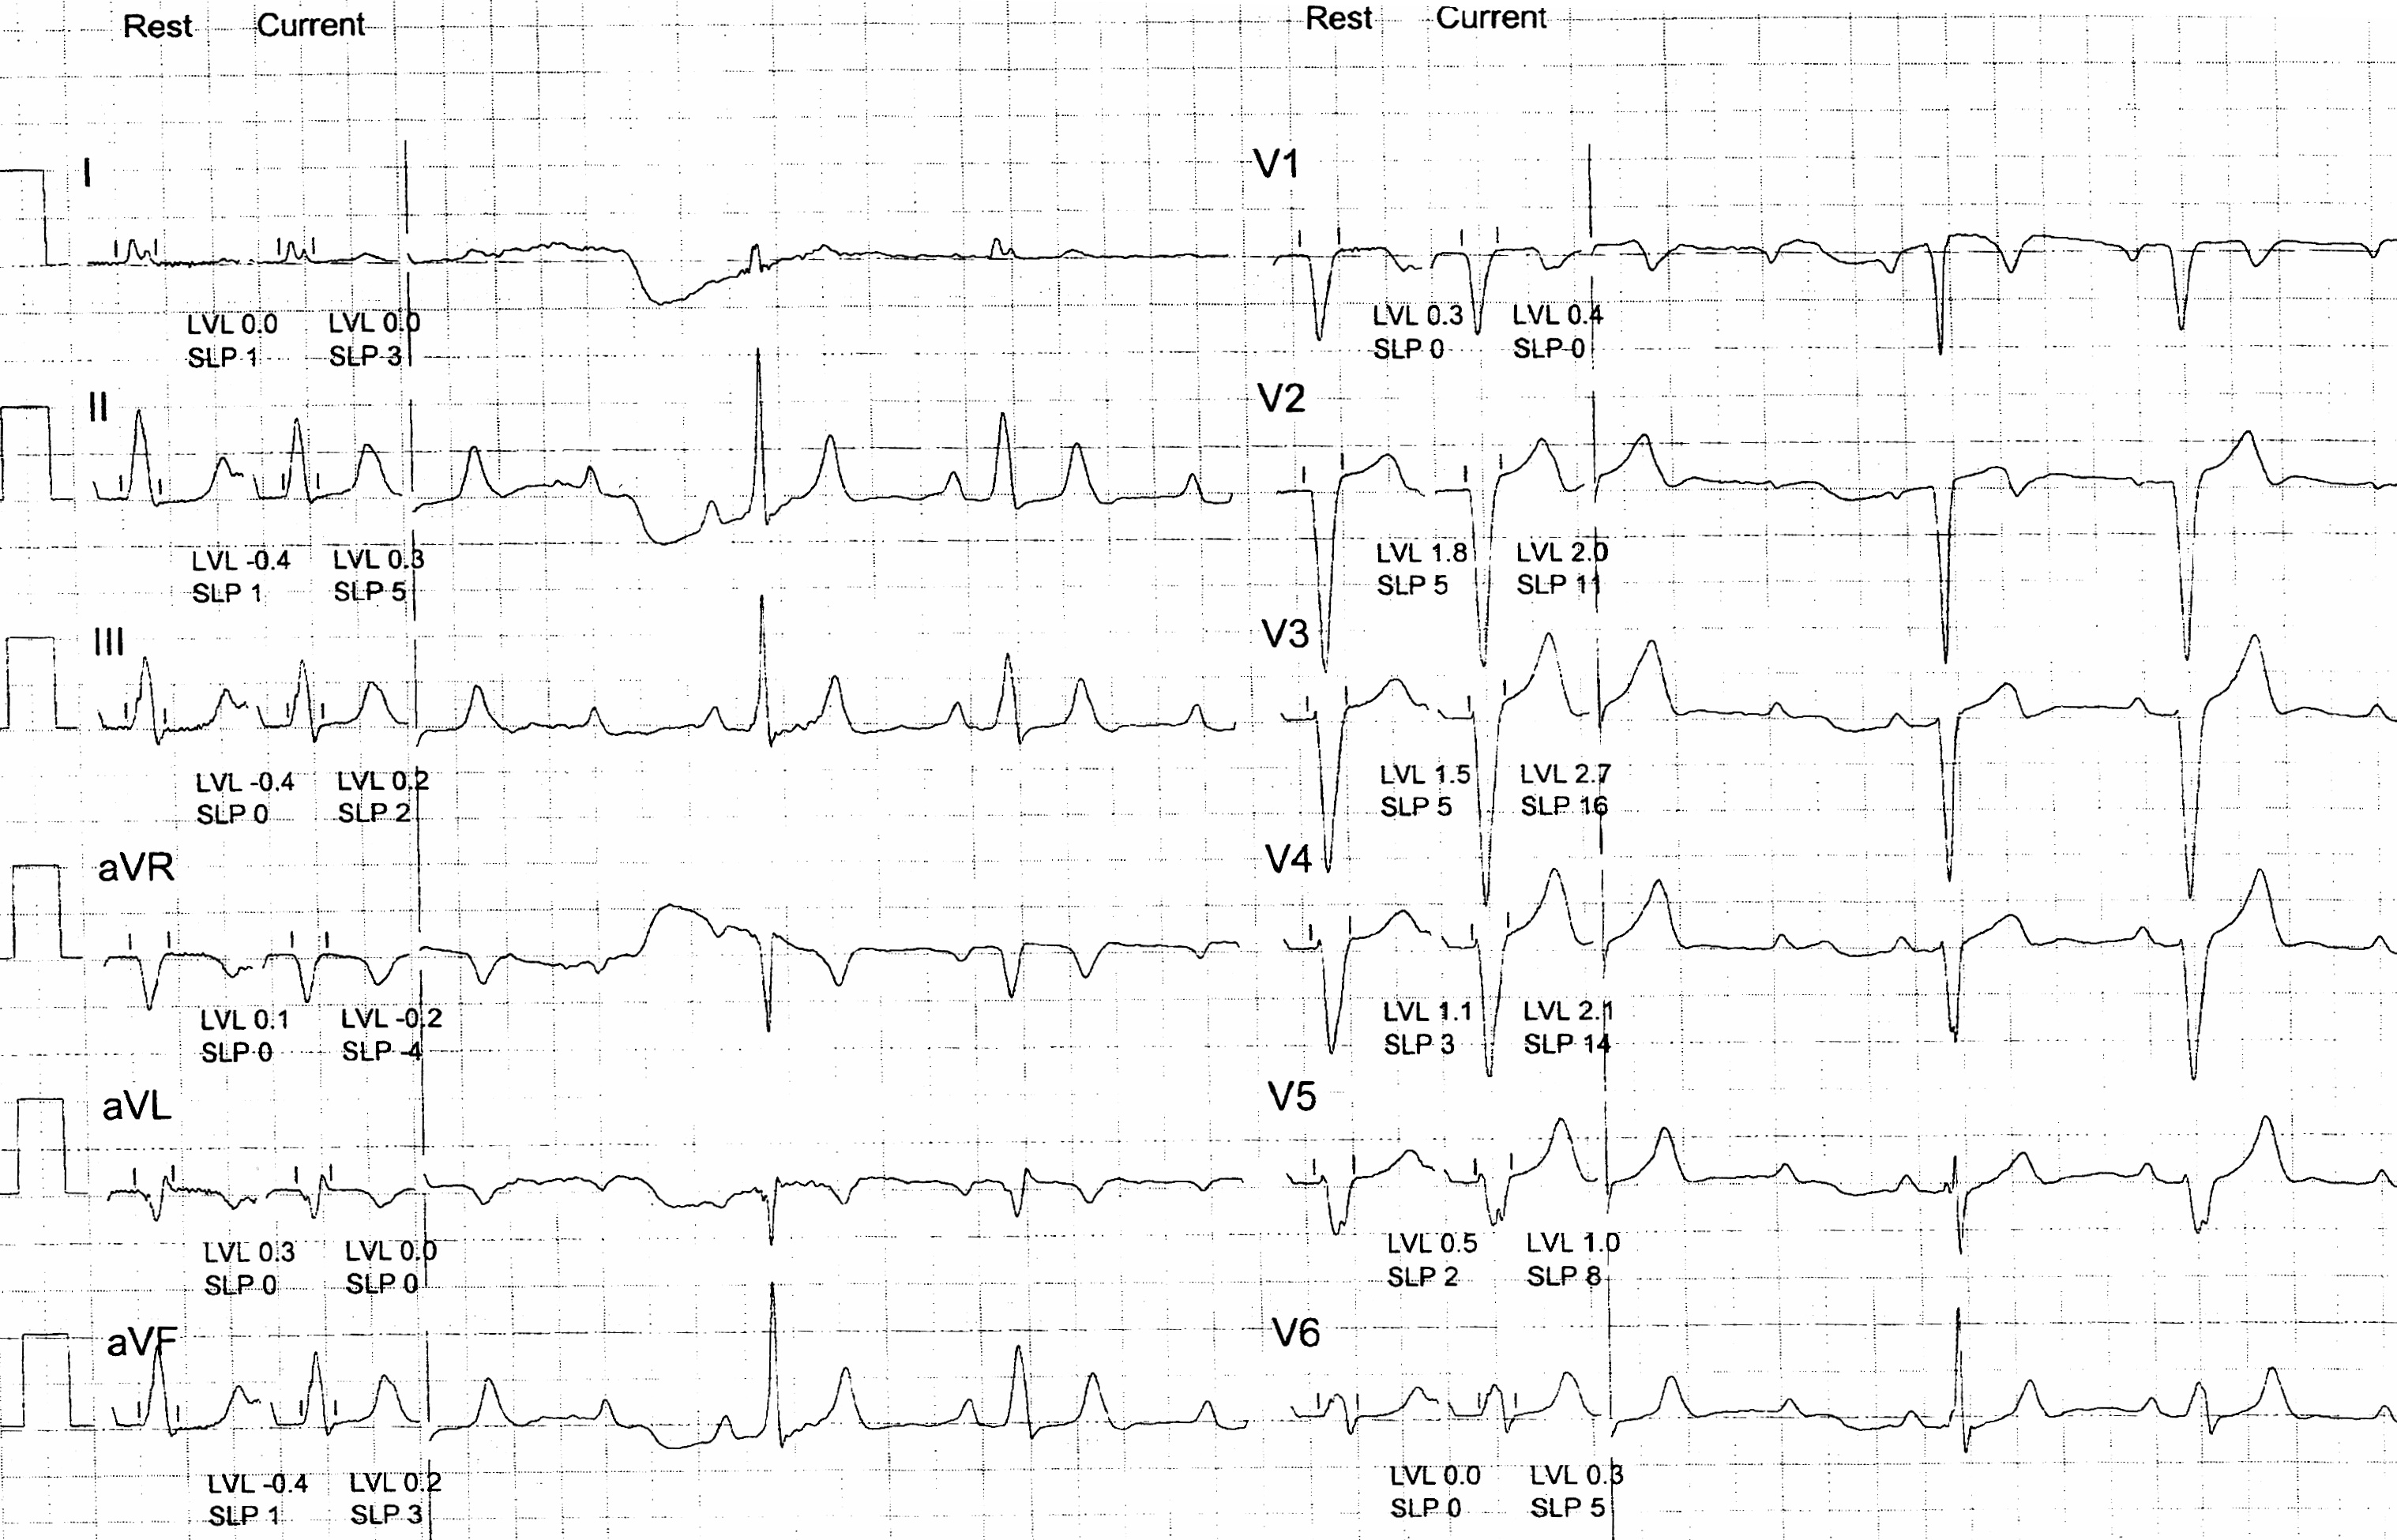 Rest Current
I
LVL 0.0 LVL 0.0
SLP 1 SLP 3
II
LVL -0.4 LVL 0.3
SLP 1 SLP 5
III
LVL -0.4 LVL 0.2
SLP 0 SLP 2
aVR
LVL 0.1 LVL -0.2
SLP 0 SLP -4
aVL
LVL 0.3 LVL 0.0
SLP 0 SLP 0
aVF
LVL -0.4 LVL 0.2
SLP 1 SLP 3
Rest Current
V1
LVL 0.3 LVL 0.4
SLP 0 SLP 0
V2
LVL 1.8 LVL 2.0
SLP 5 SLP 11
V3
LVL 1.5 LVL 2.7
SLP 5 SLP 16
V4
LVL 1.1 LVL 2.1
SLP 3 SLP 14
V5
LVL 0.5 LVL 1.0
SLP 2 SLP 8
V6
LVL 0.0 LVL 0.3
SLP 0 SLP 5